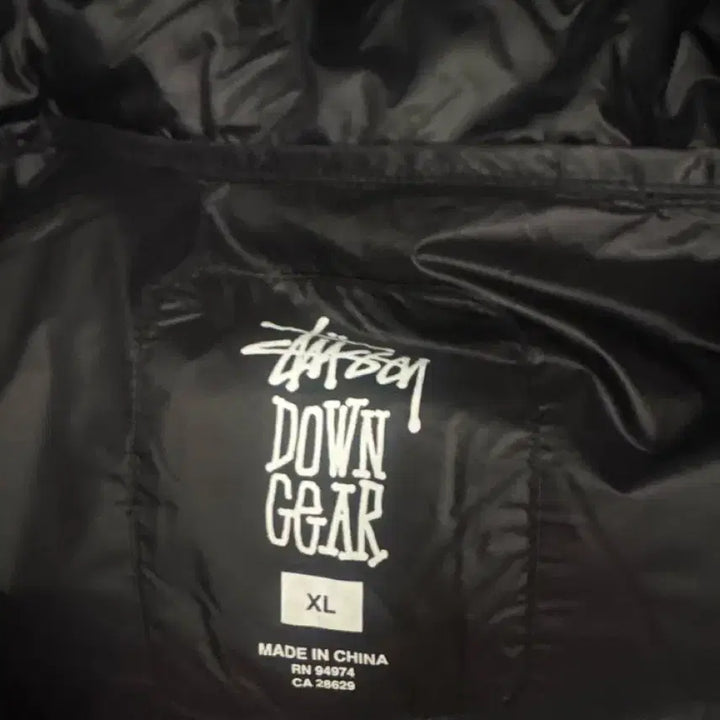 Stüssy
DOWN
GEAR
XL
MADE IN CHINA
RN 94974
CA 28629